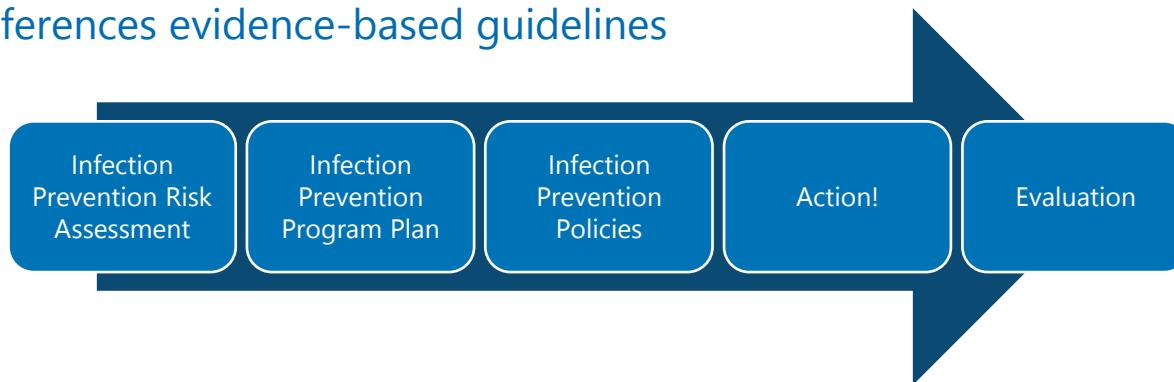 ferences evidence-based guidelines
Infection
Prevention Risk
Assessment
Infection
Prevention
Program Plan
Infection
Prevention
Policies
Action!
Evaluation